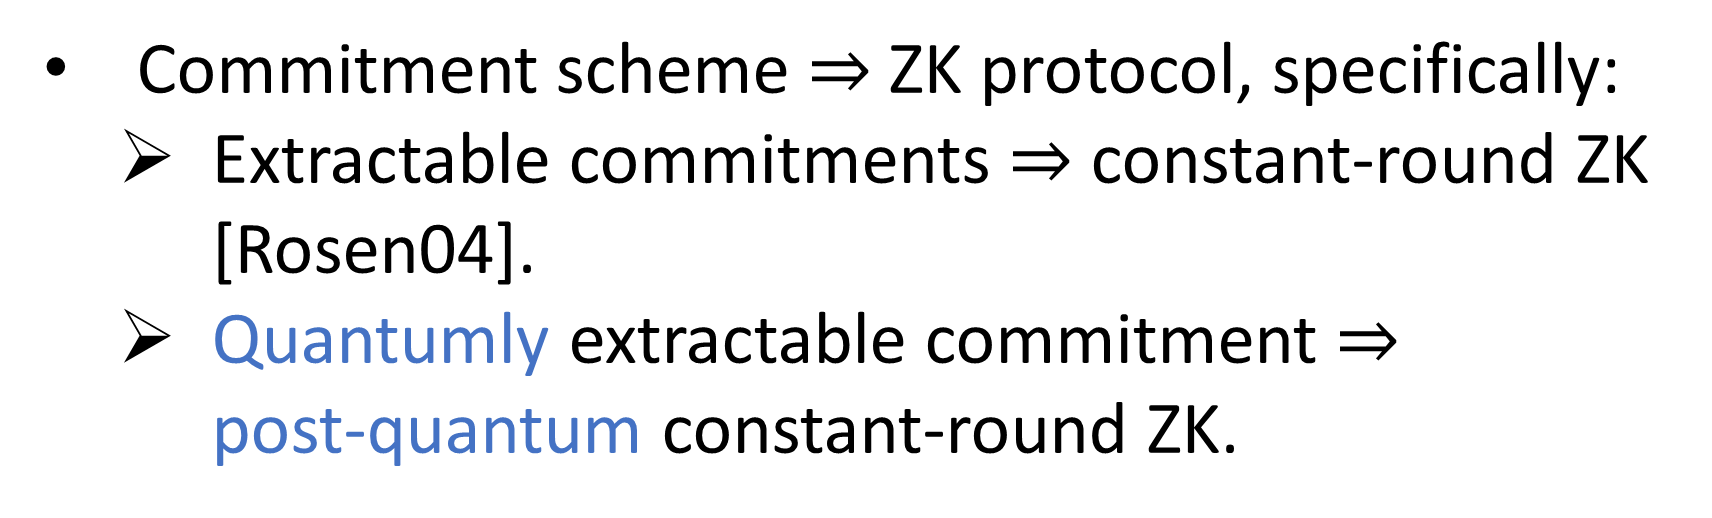 • Commitment scheme ⇒ ZK protocol, specifically:
➢ Extractable commitments ⇒ constant-round ZK
[Rosen04].
➢ Quantumly extractable commitment ⇒
post-quantum constant-round ZK.